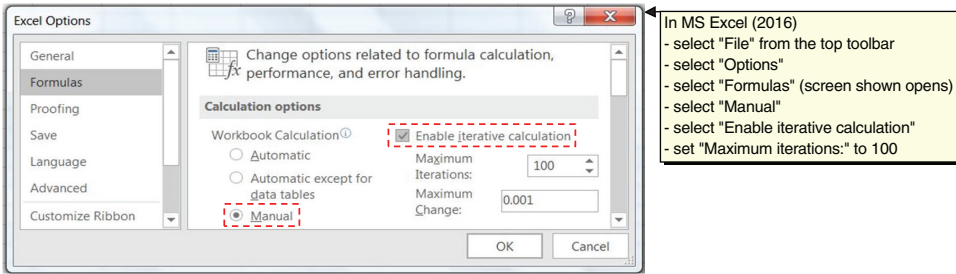 Excel Options
General
Formulas
Proofing
Save
Language
Advanced
Customize Ribbon
fx
Change options related to formula calculation,
performance, and error handling.
Calculation options
Workbook Calculation
Automatic
Automatic except for
data tables
Manual
Enable iterative calculation
Maximum
Iterations:
100
Maximum
Change:
0.001
OK
Cancel
In MS Excel (2016)
- select "File" from the top toolbar
- select "Options"
- select "Formulas" (screen shown opens)
- select "Manual"
- select "Enable iterative calculation"
- set "Maximum iterations:" to 100